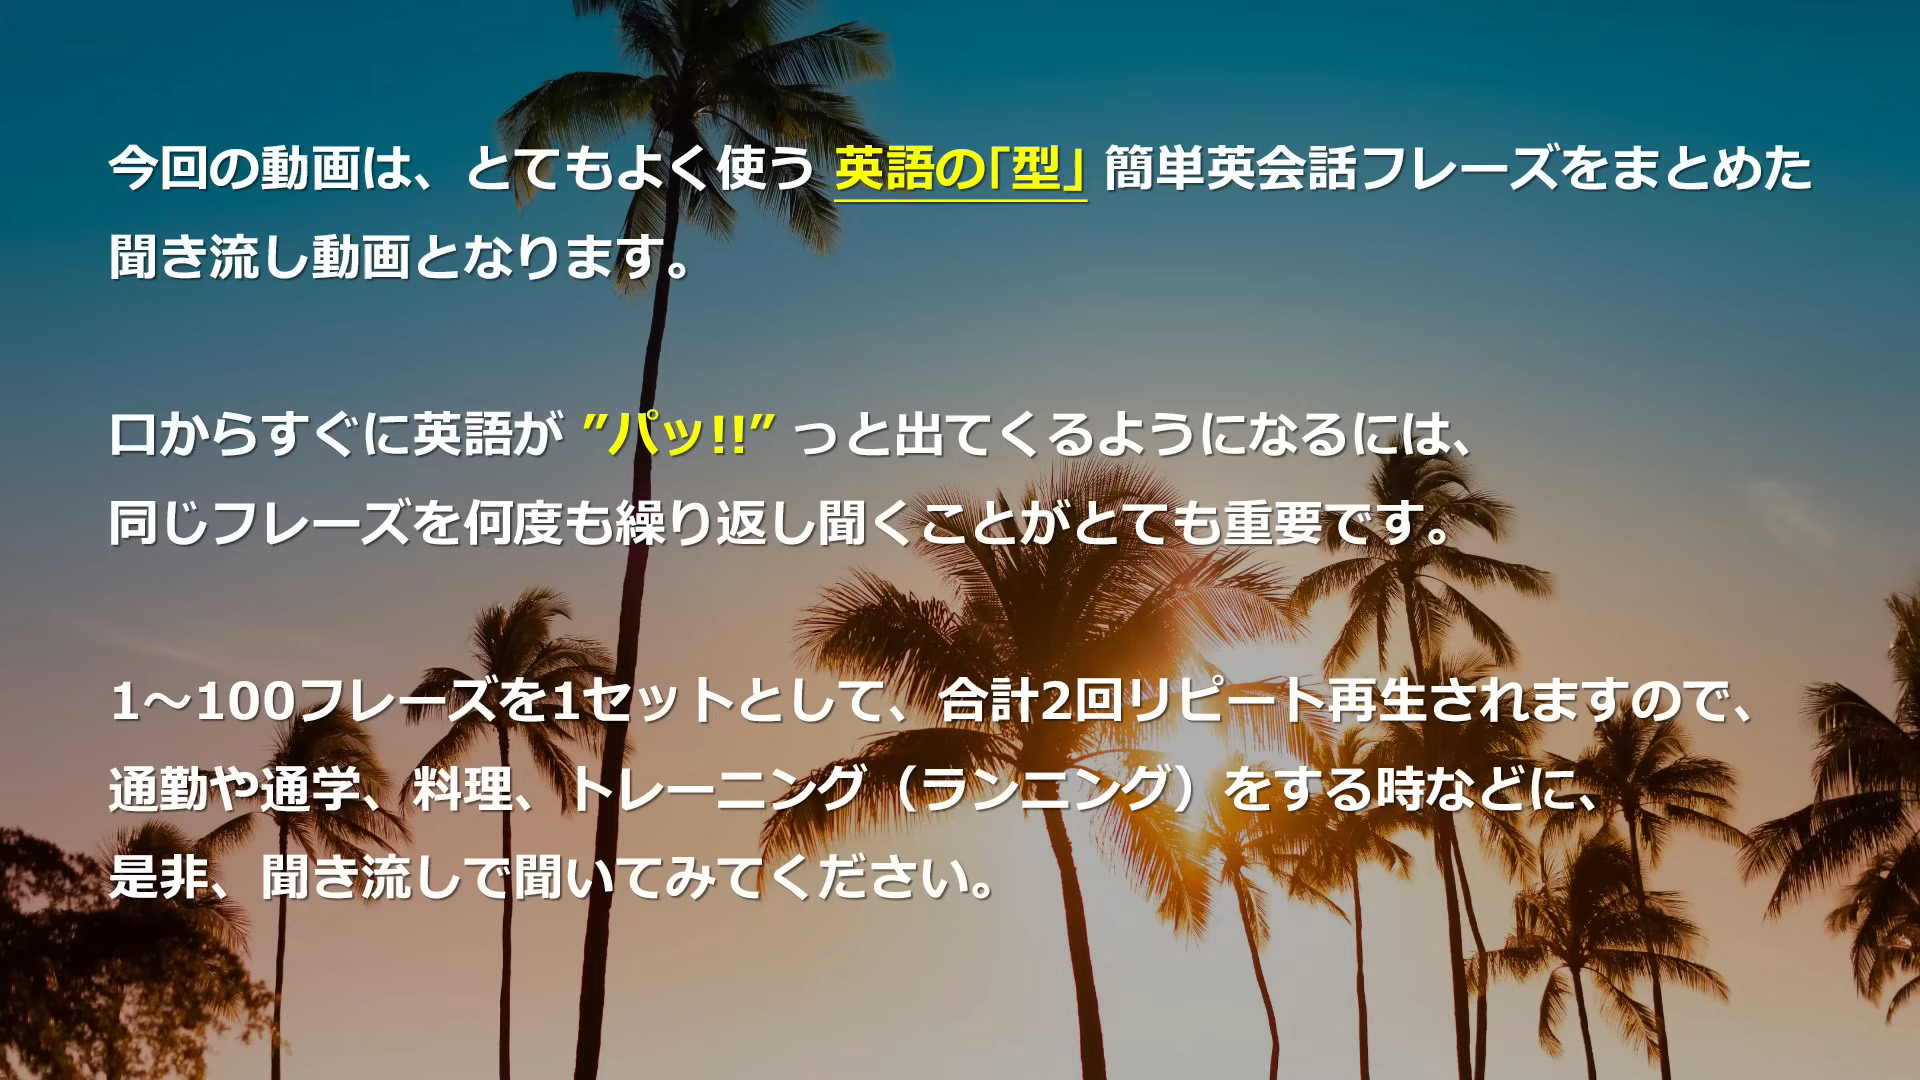 今回の動画は、とてもよく使う 英語の「型」 簡単英会話フレーズをまとめた
聞き流し動画となります。
口からすぐに英語が ”パッ!!” っと出てくるようになるには、
同じフレーズを何度も繰り返し聞くことがとても重要です。
1～100フレーズを1セットとして、合計2回リピート再生されますので、
通勤や通学、料理、トレーニング（ランニング）をする時などに、
是非、聞き流しで聞いてみてください。